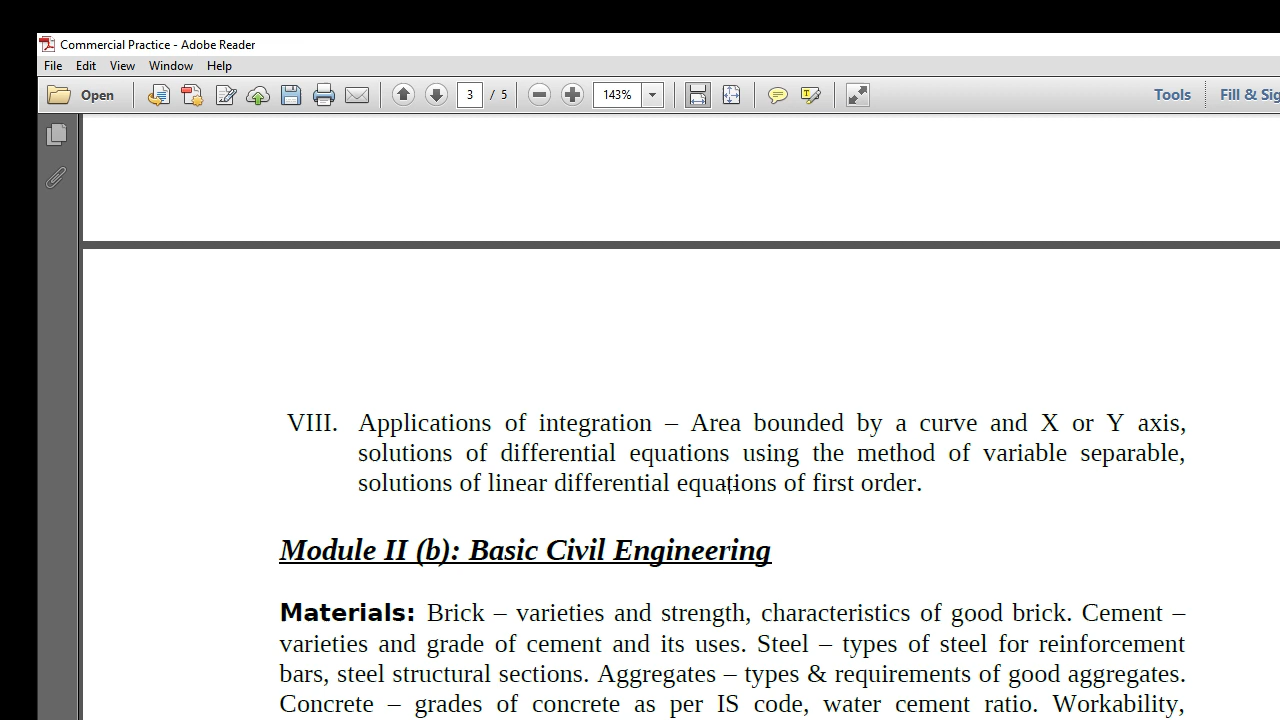 Commercial Practice - Adobe Reader
File Edit View Window Help
Open 3 / 5 143% Tools Fill & Sig
VIII. Applications of integration – Area bounded by a curve and X or Y axis,
solutions of differential equations using the method of variable separable,
solutions of linear differential equations of first order.
Module II (b): Basic Civil Engineering
Materials: Brick – varieties and strength, characteristics of good brick. Cement –
varieties and grade of cement and its uses. Steel – types of steel for reinforcement
bars, steel structural sections. Aggregates – types & requirements of good aggregates.
Concrete – grades of concrete as per IS code, water cement ratio. Workability,